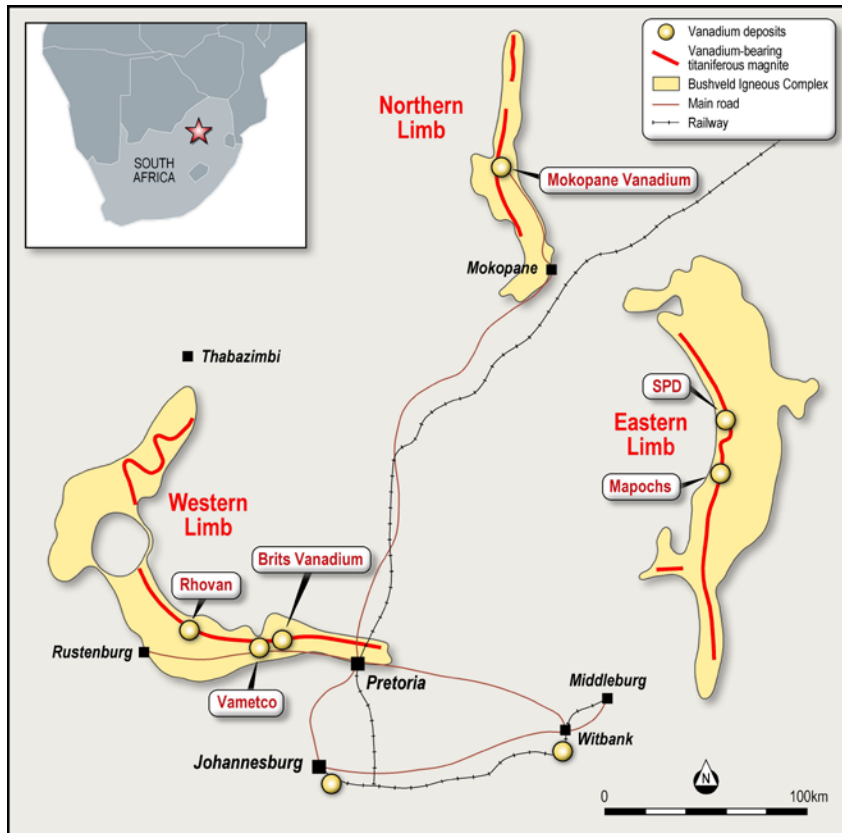 SOUTH
AFRICA
Vanadium deposits
Vanadium-bearing
titaniferous magnite
Bushveld Igneous Complex
Main road
Railway
Northern
Limb
Mokopane Vanadium
Mokopane
Thabazimbi
SPD
Eastern
Limb
Mapochs
Western
Limb
Brits Vanadium
Rhovan
Rustenburg
Vametco
Pretoria
Middleburg
Witbank
Johannesburg
N
0
100km